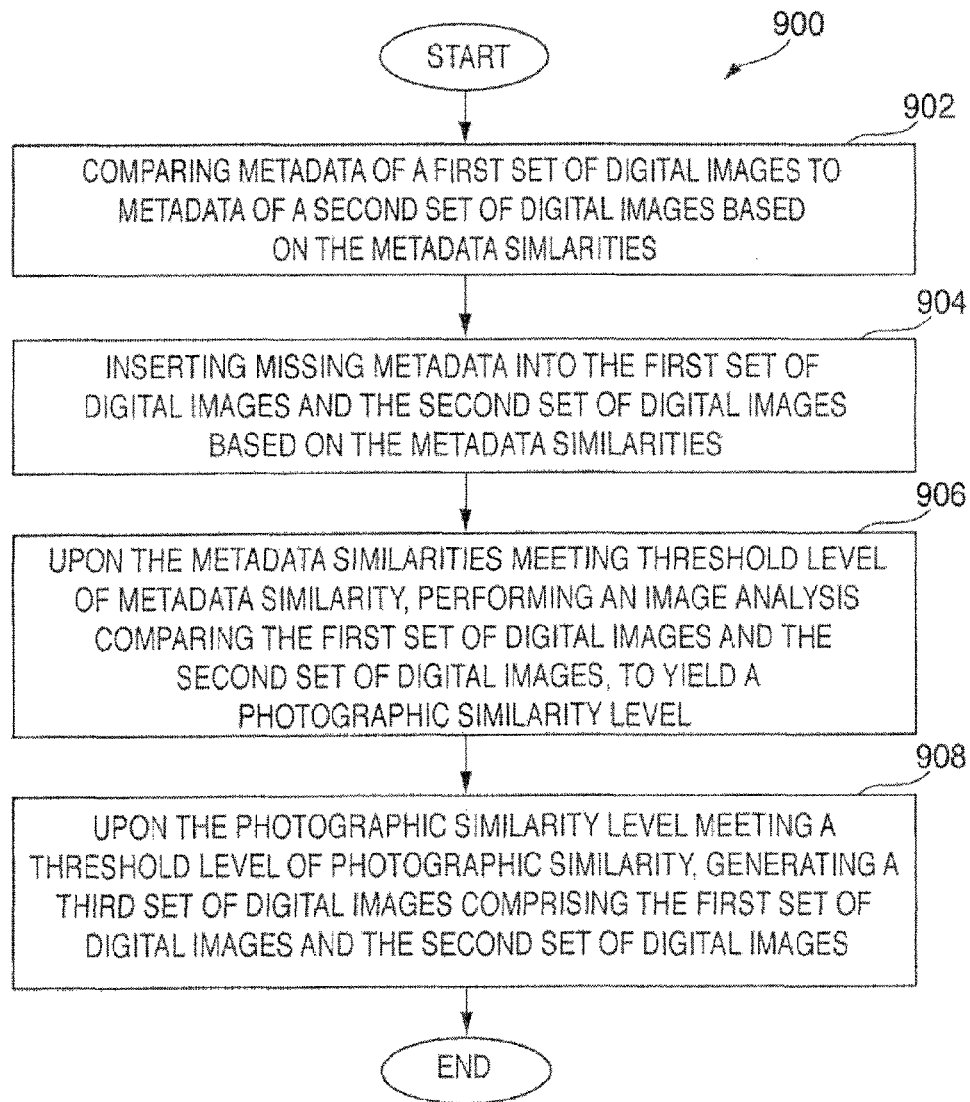 START
900
902
COMPARING METADATA OF A FIRST SET OF DIGITAL IMAGES TO
METADATA OF A SECOND SET OF DIGITAL IMAGES BASED
ON THE METADATA SIMLARITIES
904
INSERTING MISSING METADATA INTO THE FIRST SET OF
DIGITAL IMAGES AND THE SECOND SET OF DIGITAL IMAGES
BASED ON THE METADATA SIMILARITIES
906
UPON THE METADATA SIMILARITIES MEETING THRESHOLD LEVEL
OF METADATA SIMILARITY, PERFORMING AN IMAGE ANALYSIS
COMPARING THE FIRST SET OF DIGITAL IMAGES AND THE
SECOND SET OF DIGITAL IMAGES, TO YIELD A
PHOTOGRAPHIC SIMILARITY LEVEL
908
UPON THE PHOTOGRAPHIC SIMILARITY LEVEL MEETING A
THRESHOLD LEVEL OF PHOTOGRAPHIC SIMILARITY, GENERATING A
THIRD SET OF DIGITAL IMAGES COMPRISING THE FIRST SET OF
DIGITAL IMAGES AND THE SECOND SET OF DIGITAL IMAGES
END